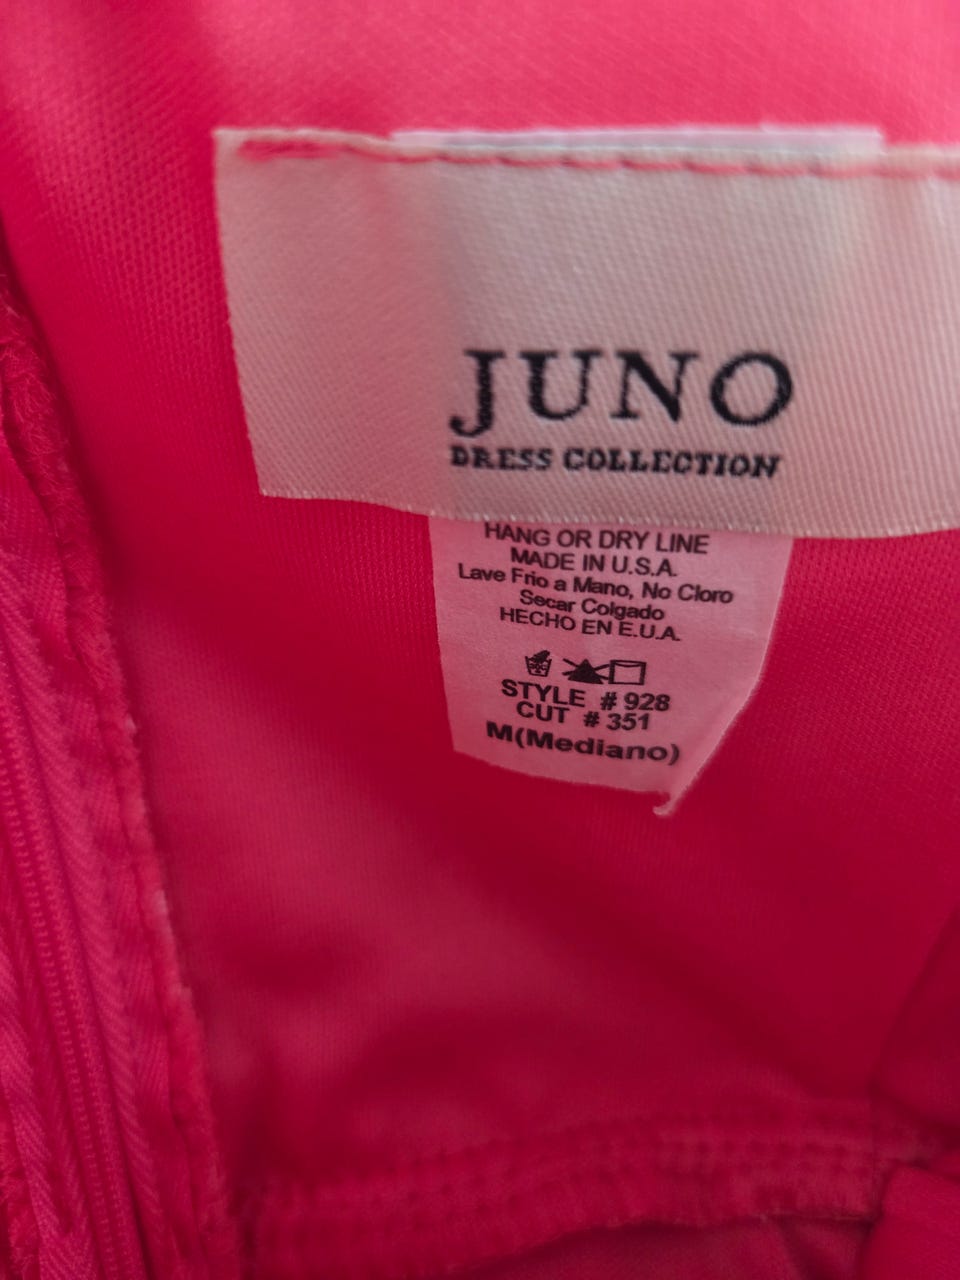 JUNO
DRESS COLLECTION
HANG OR DRY LINE
MADE IN U.S.A.
Lave Frio a Mano, No Cloro
Secar Colgado
HECHO EN E.U.A.
STYLE # 928
CUT # 351
M(Mediano)